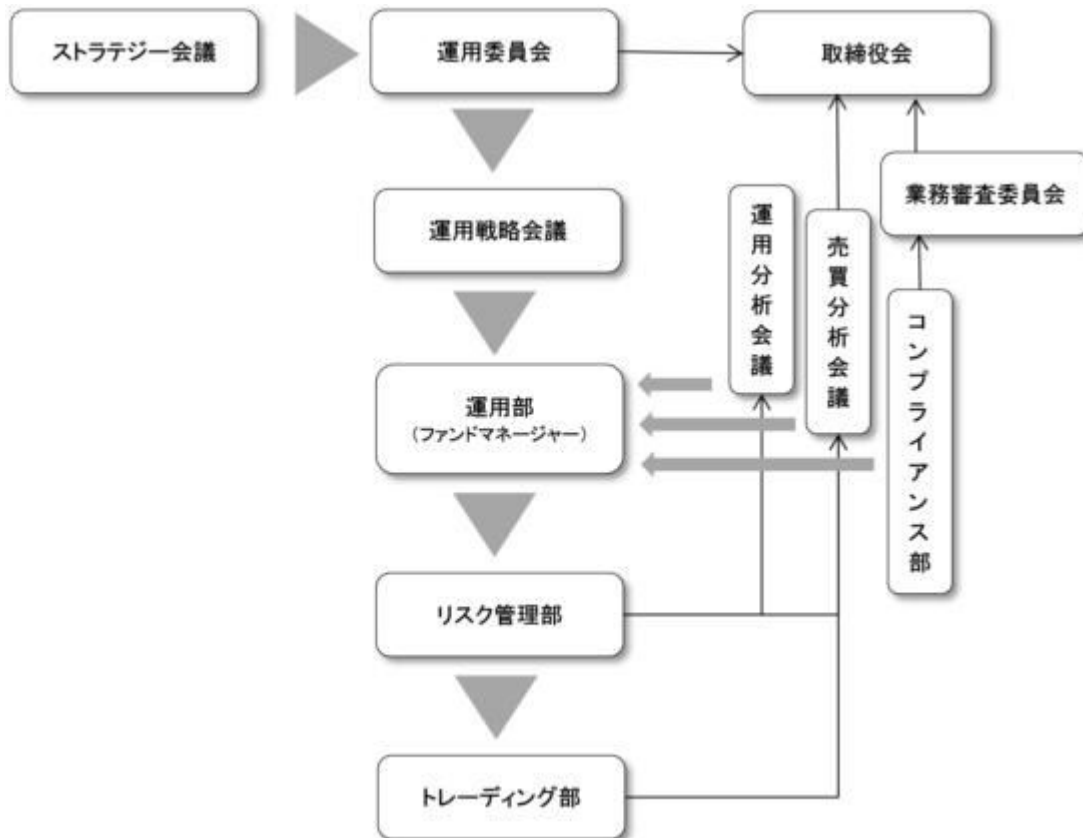 ストラテジー会議
運用委員会
取締役会
業務審査委員会
運用戦略会議
運用分析会議
売買分析会議
コンプライアンス部
運用部
（ファンドマネージャー）
リスク管理部
トレーディング部